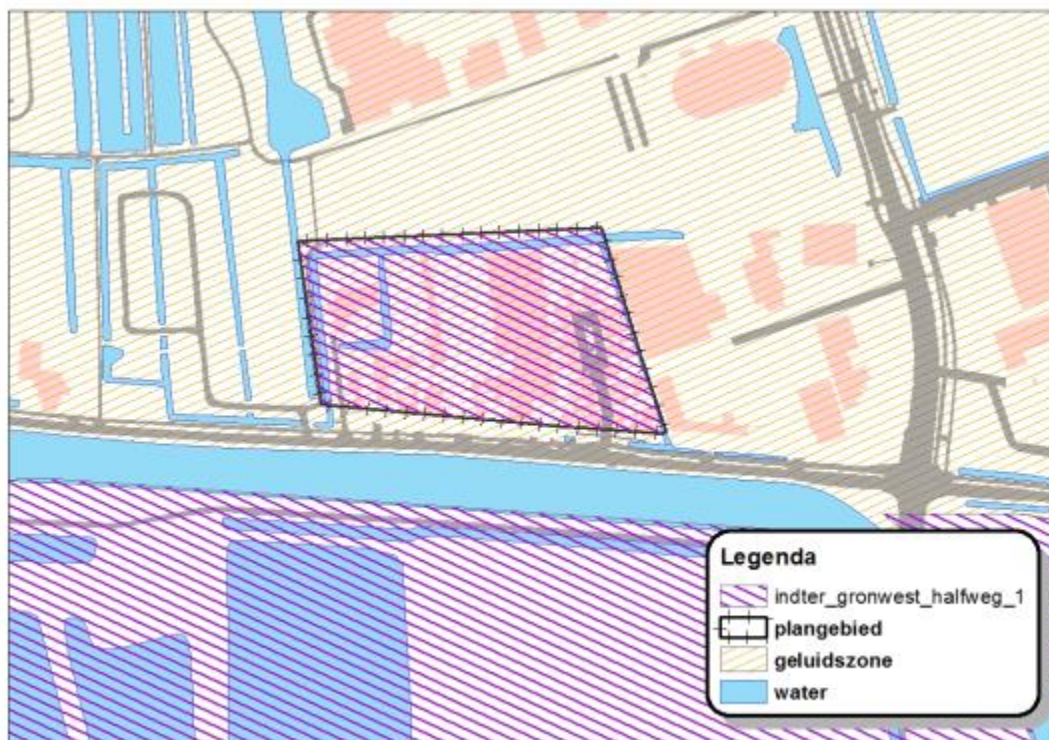 Legenda
indter_gronwest_halfweg_1
plangebied
geluidszone
water